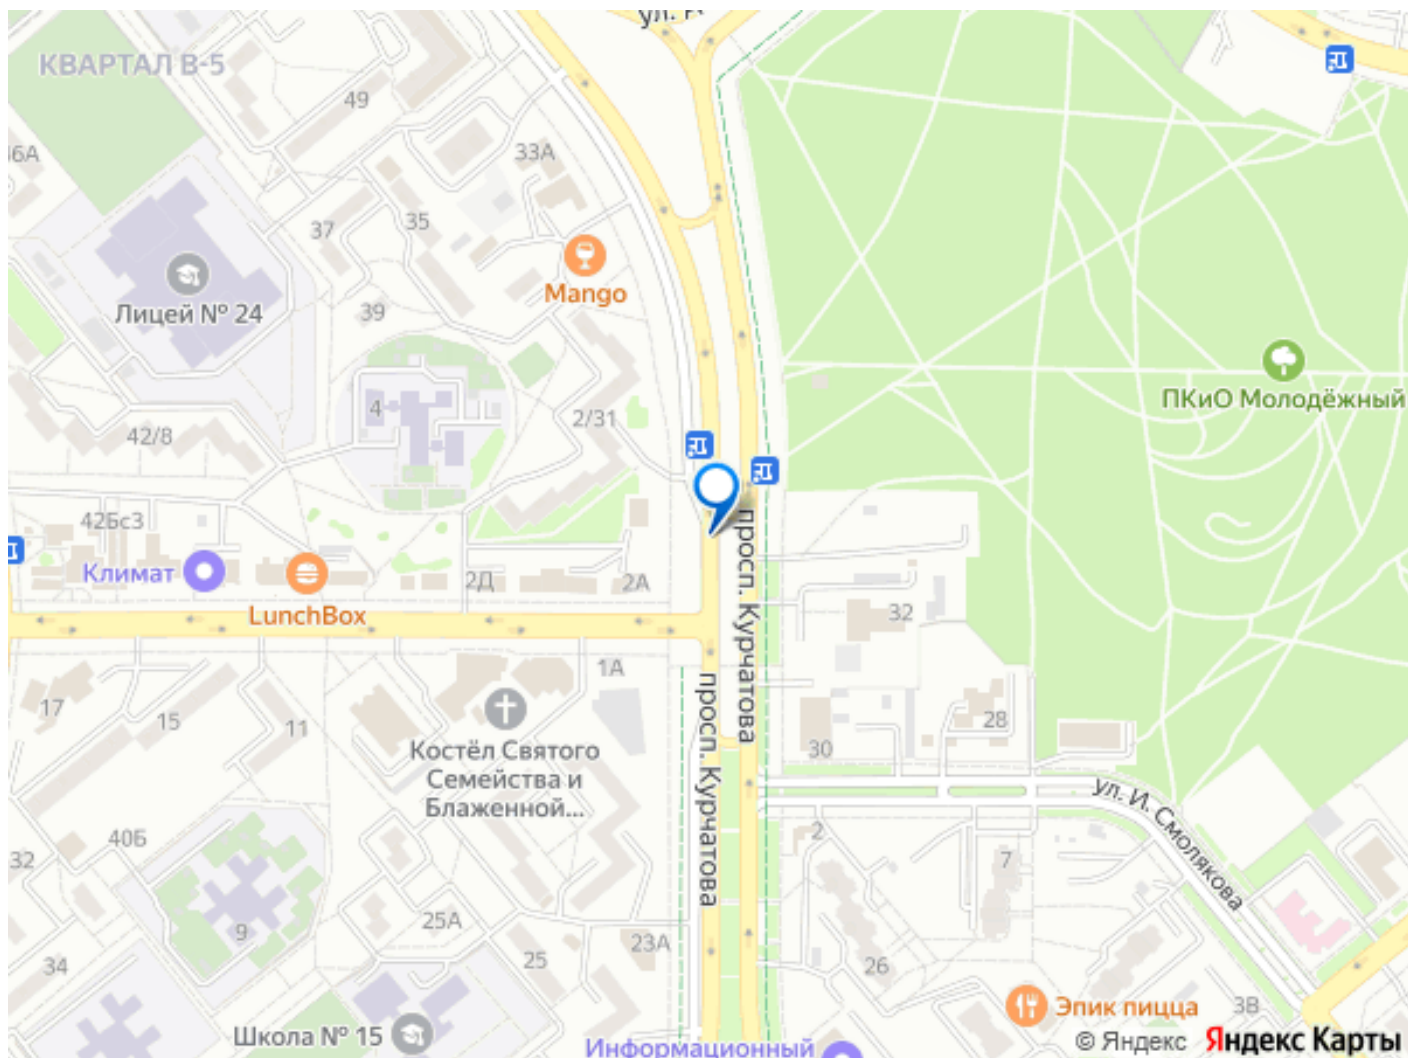 ул. К
КВАРТАЛ В-5
49
36А
33А
37
35
Mango
Лицей № 24
39
4
2/31
42/8
ПКиО Молодёжный
42Бс3
Климат
LunchBox
2Д
2А
просп. Курчатова
32
1А
17
15
11
Костёл Святого
Семейства и
Блаженной...
просп. Курчатова
28
30
ул. И. Смолякова
40Б
32
2
7
9
25А
23А
25
34
26
Эпик пицца
3В
Школа № 15
Информационный
© Яндекс
Яндекс Карты